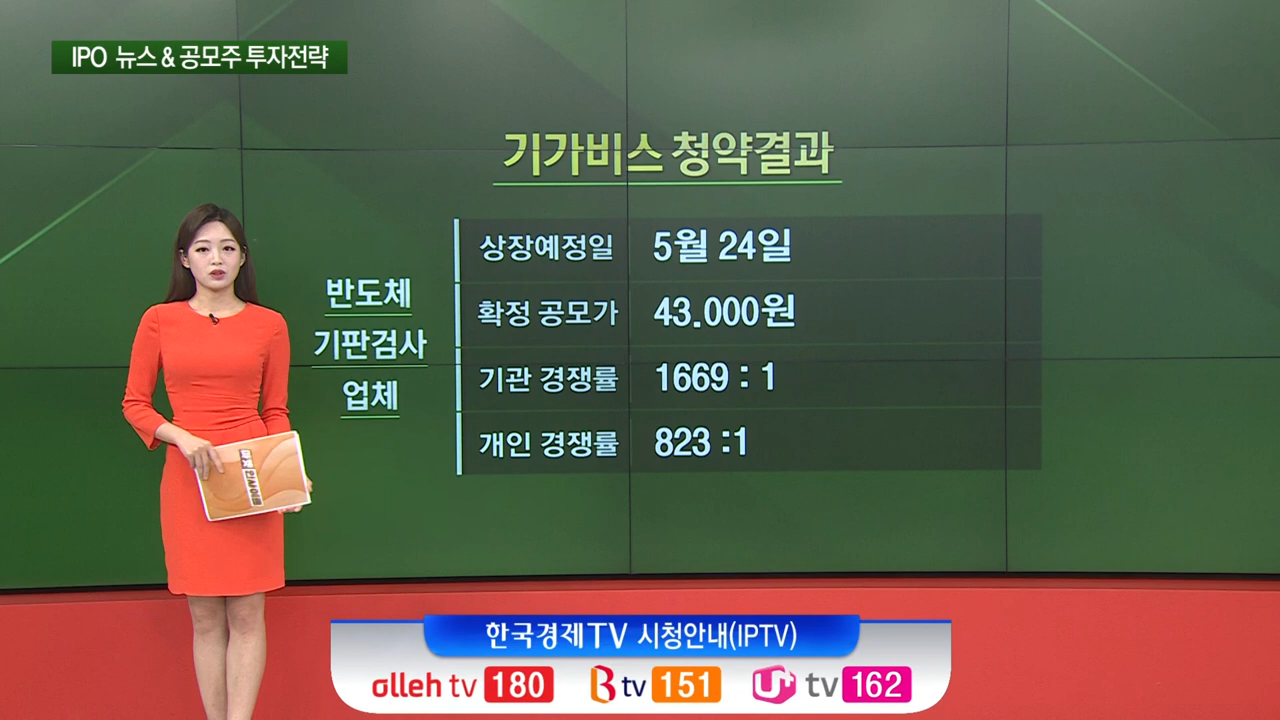 IPO 뉴스 & 공모주 투자전략
기가비스 청약결과
반도체
기판검사
업체
상장예정일 5월 24일
확정 공모가 43.000원
기관 경쟁률 1669 : 1
개인 경쟁률 823 :1
한국경제TV 시청안내(IPTV)
olleh tv 180 B tv 151 U+ tv 162